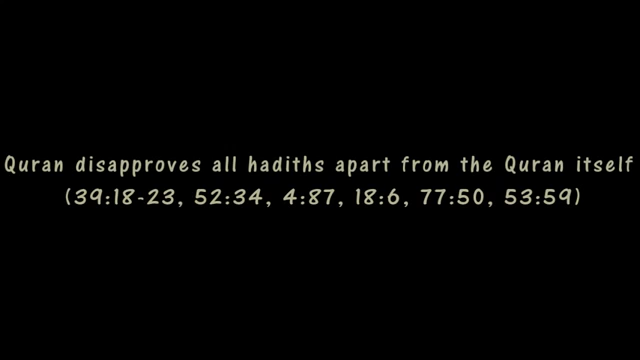 Quran disapproves all hadiths apart from the Quran itself
(39:18-23, 52:34, 4:87, 18:6, 77:50, 53:59)